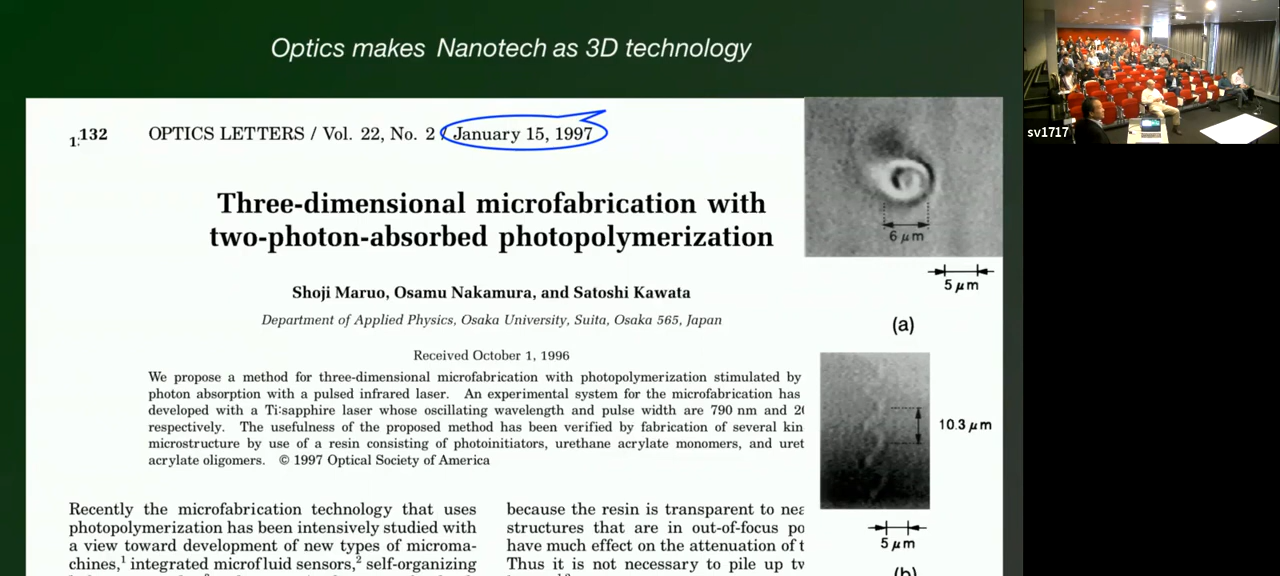 Optics makes Nanotech as 3D technology
132 OPTICS LETTERS / Vol. 22, No. 2 / January 15, 1997
1.
Three-dimensional microfabrication with
two-photon-absorbed photopolymerization
Shoji Maruo, Osamu Nakamura, and Satoshi Kawata
Department of Applied Physics, Osaka University, Suita, Osaka 565, Japan
Received October 1, 1996
We propose a method for three-dimensional microfabrication with photopolymerization stimulated by
photon absorption with a pulsed infrared laser. An experimental system for the microfabrication has
developed with a Ti:sapphire laser whose oscillating wavelength and pulse width are 790 nm and 20
respectively. The usefulness of the proposed method has been verified by fabrication of several kin
microstructure by use of a resin consisting of photoinitiators, urethane acrylate monomers, and uret
acrylate oligomers. © 1997 Optical Society of America
Recently the microfabrication technology that uses
photopolymerization has been intensively studied with
a view toward development of new types of microma-
chines,1 integrated microfluid sensors,2 self-organizing
because the resin is transparent to nea
structures that are in out-of-focus po
have much effect on the attenuation of t
Thus it is not necessary to pile up tw
6 μm
5 μm
(a)
10.3 μm
5 μm
(b)
sv1717